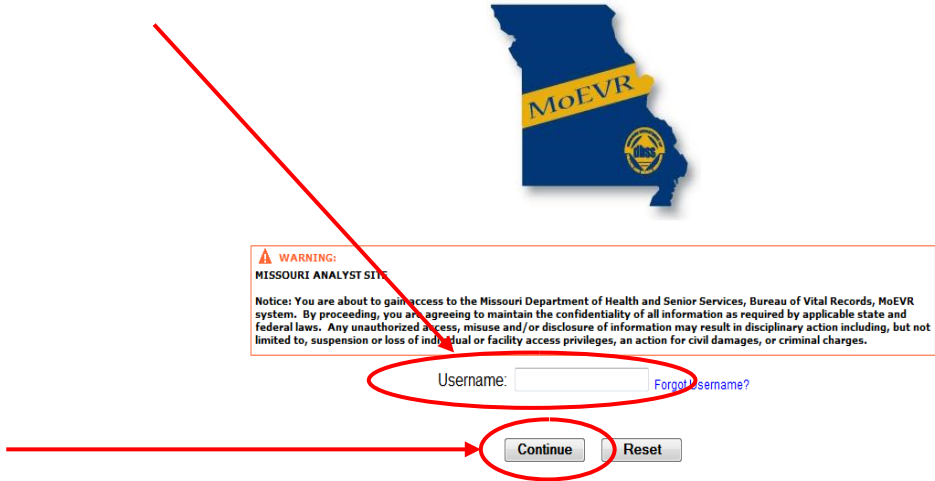 MoEVR
dhss
WARNING:
MISSOURI ANALYST SITE
Notice: You are about to gain access to the Missouri Department of Health and Senior Services, Bureau of Vital Records, MoEVR
system. By proceeding, you are agreeing to maintain the confidentiality of all information as required by applicable state and
federal laws. Any unauthorized access, misuse and/or disclosure of information may result in disciplinary action including, but not
limited to, suspension or loss of individual or facility access privileges, an action for civil damages, or criminal charges.
Username: Forgot Username?
Continue Reset